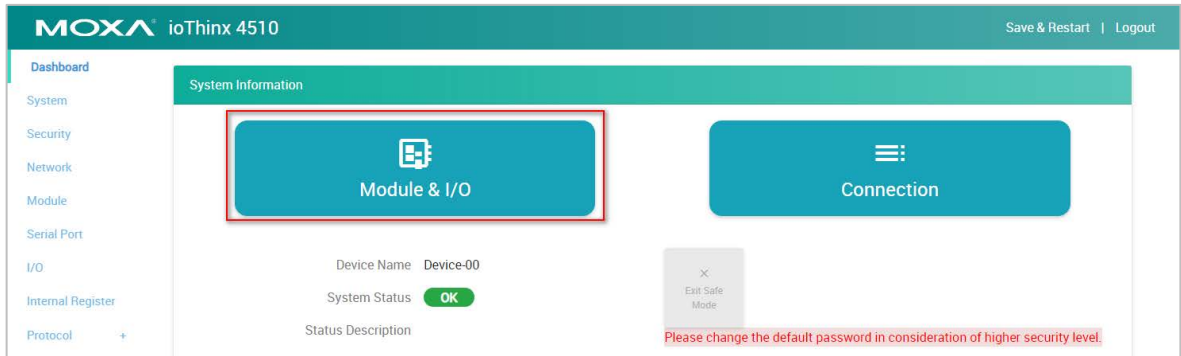 MOXA® ioThinx 4510
Save & Restart | Logout
Dashboard
System
Security
Network
Module
Serial Port
I/O
Internal Register
Protocol +
System Information
Module & I/O
Connection
Device Name Device-00
System Status OK
Status Description
× 
Exit Safe
Mode
Please change the default password in consideration of higher security level.